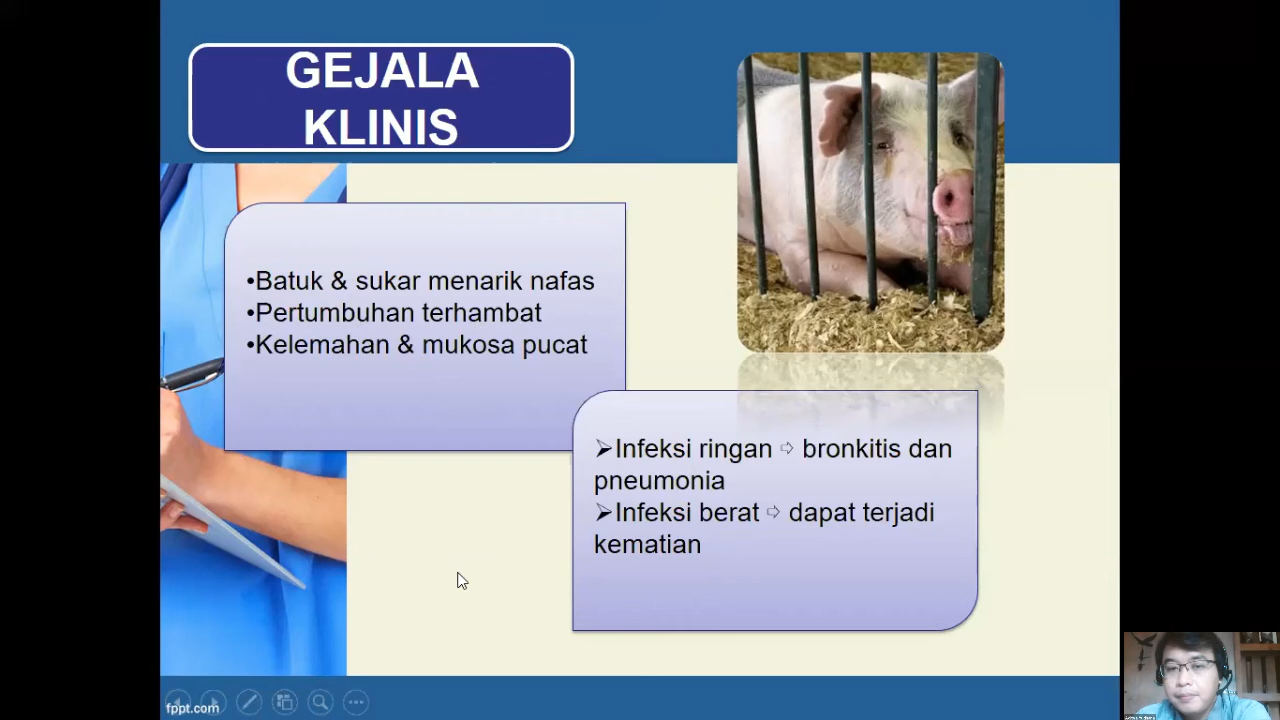 GEJALA
KLINIS
•Batuk & sukar menarik nafas
•Pertumbuhan terhambat
•Kelemahan & mukosa pucat
➢Infeksi ringan ⇨ bronkitis dan
pneumonia
➢Infeksi berat ⇨ dapat terjadi
kematian
fppt.com